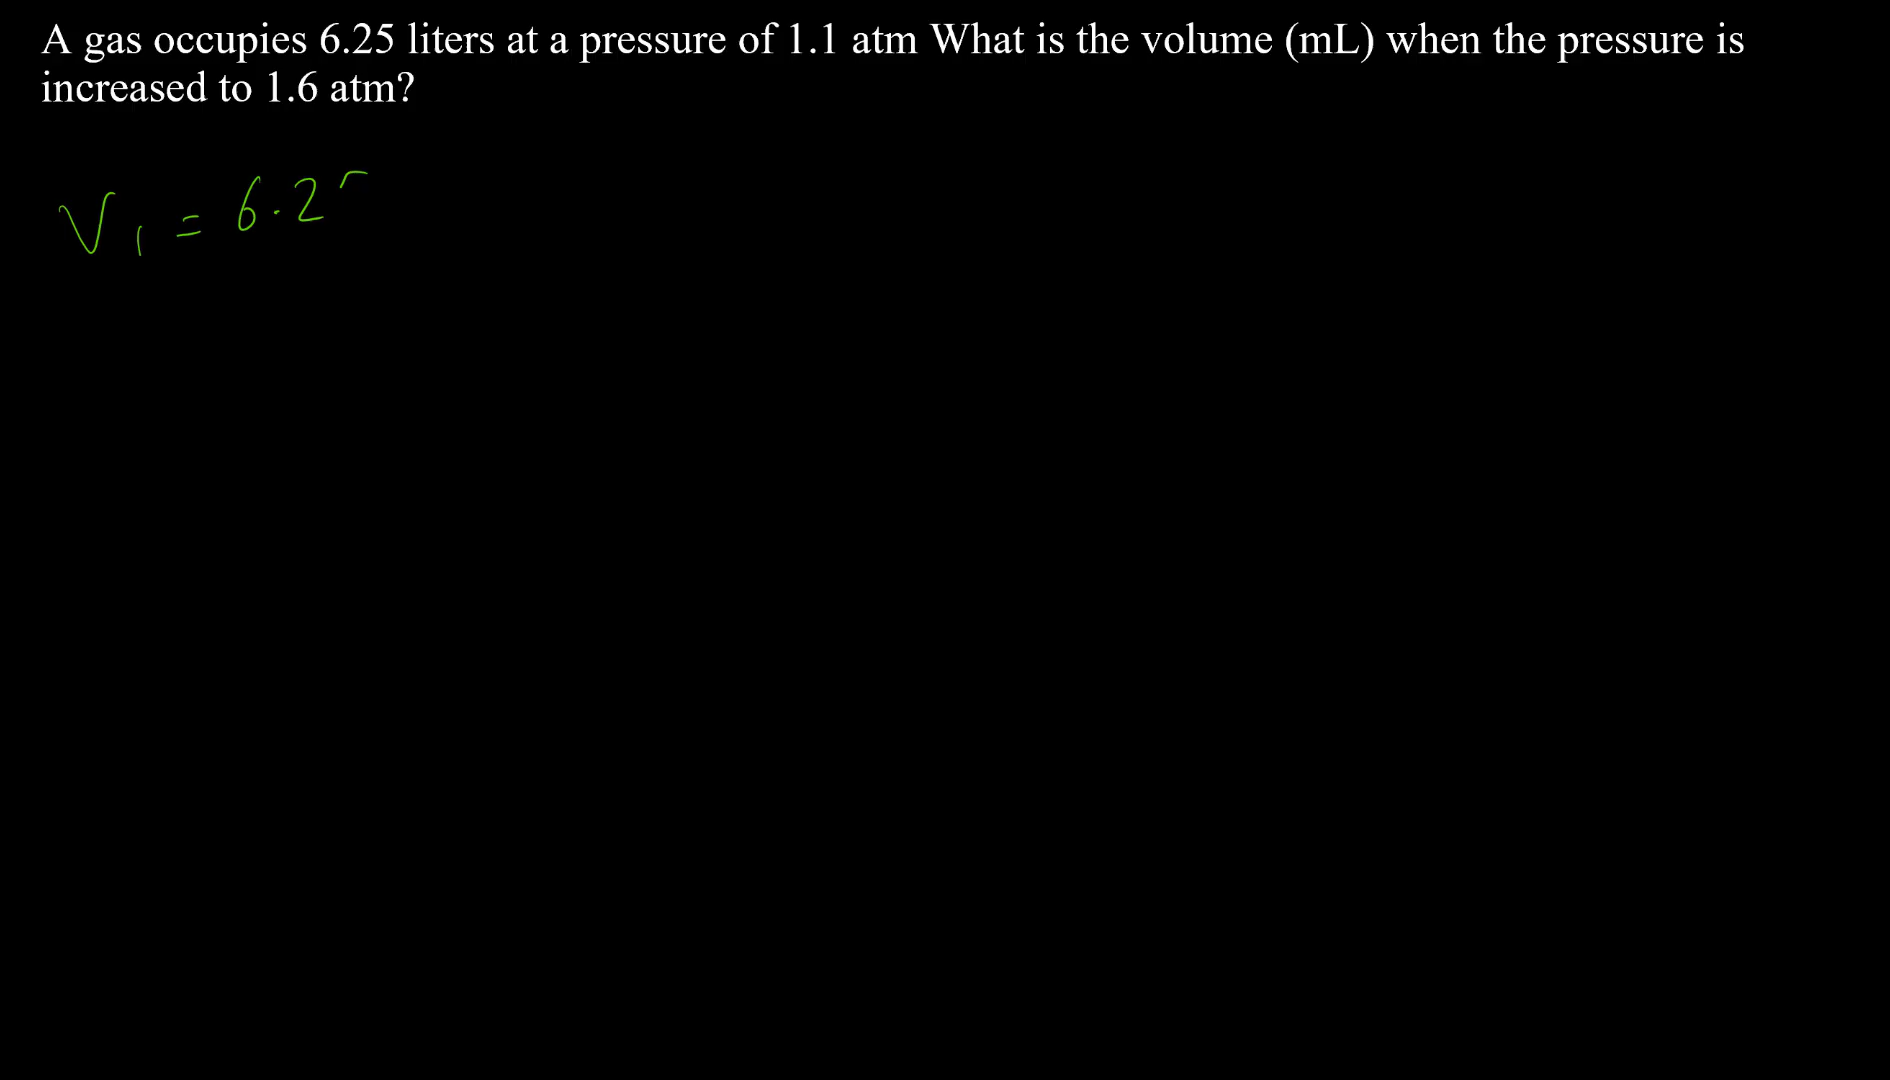 A gas occupies 6.25 liters at a pressure of 1.1 atm What is the volume (mL) when the pressure is
increased to 1.6 atm?
V₁ = 6.2